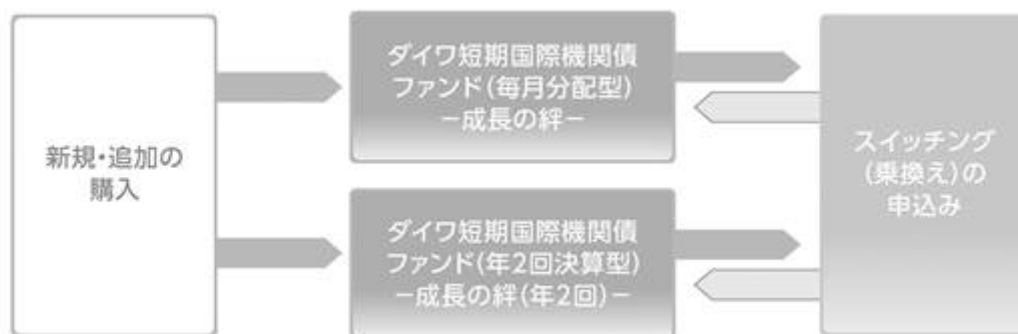 新規・追加の
購入
ダイワ短期国際機関債
ファンド(毎月分配型)
−成長の絆−
ダイワ短期国際機関債
ファンド(年2回決算型)
−成長の絆(年2回)−
スイッチング
(乗換え)の
申込み